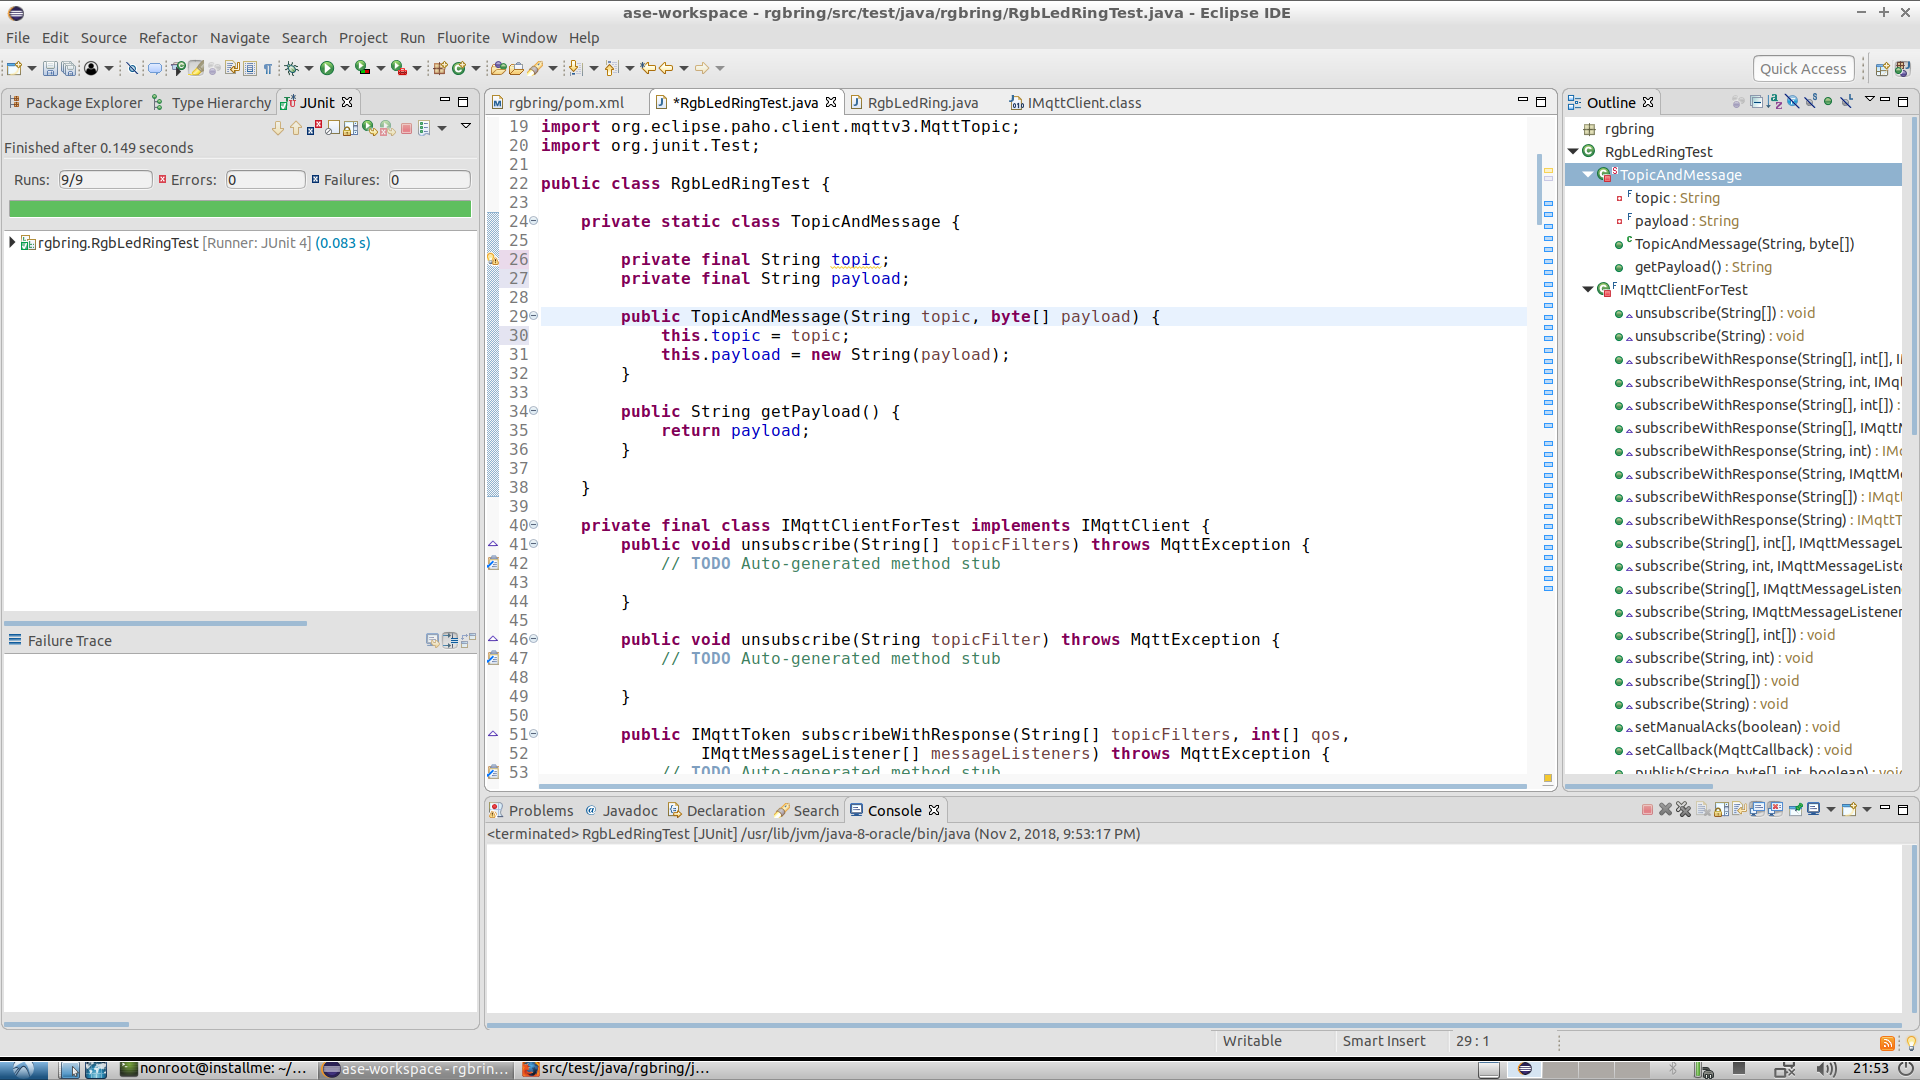 ase-workspace - rgbring/src/test/java/rgbring/RgbLedRingTest.java - Eclipse IDE
File Edit Source Refactor Navigate Search Project Run Fluorite Window Help
Quick Access
Package Explorer Type Hierarchy JUnit
Finished after 0.149 seconds
Runs: 9/9 Errors: 0 Failures: 0
rgbring.RgbLedRingTest [Runner: JUnit 4] (0.083 s)
Failure Trace
rgbring/pom.xml *RgbLedRingTest.java RgbLedRing.java IMqttClient.class
19 import org.eclipse.paho.client.mqttv3.MqttTopic;
20 import org.junit.Test;
21
22 public class RgbLedRingTest {
23
24 private static class TopicAndMessage {
25
26 private final String topic;
27 private final String payload;
28
29 public TopicAndMessage(String topic, byte[] payload) {
30 this.topic = topic;
31 this.payload = new String(payload);
32 }
33
34 public String getPayload() {
35 return payload;
36 }
37
38 }
39
40 private final class IMqttClientForTest implements IMqttClient {
41 public void unsubscribe(String[] topicFilters) throws MqttException {
42 // TODO Auto-generated method stub
43
44 }
45
46 public void unsubscribe(String topicFilter) throws MqttException {
47 // TODO Auto-generated method stub
48
49 }
50
51 public IMqttToken subscribeWithResponse(String[] topicFilters, int[] qos,
52 IMqttMessageListener[] messageListeners) throws MqttException {
53 // TODO Auto-generated method stub
Outline
rgbring
RgbLedRingTest
TopicAndMessage
topic : String
payload : String
TopicAndMessage(String, byte[])
getPayload() : String
IMqttClientForTest
unsubscribe(String[]) : void
unsubscribe(String) : void
subscribeWithResponse(String[], int[], I
subscribeWithResponse(String, int, IMqt
subscribeWithResponse(String[], int[]) :
subscribeWithResponse(String[], IMqttM
subscribeWithResponse(String, int) : IMq
subscribeWithResponse(String, IMqttMe
subscribeWithResponse(String[]) : IMqtt
subscribeWithResponse(String) : IMqttT
subscribe(String[], int[], IMqttMessageL
subscribe(String, int, IMqttMessageListe
subscribe(String[], IMqttMessageListen
subscribe(String, IMqttMessageListener
subscribe(String[], int[]) : void
subscribe(String, int) : void
subscribe(String[]) : void
subscribe(String) : void
setManualAcks(boolean) : void
setCallback(MqttCallback) : void
publish(String, byte[], int, boolean) : voi
Problems Javadoc Declaration Search Console
<terminated> RgbLedRingTest [JUnit] /usr/lib/jvm/java-8-oracle/bin/java (Nov 2, 2018, 9:53:17 PM)
Writable Smart Insert 29 : 1
nonroot@installme: ~/... ase-workspace - rgbrin... src/test/java/rgbring/j... 21:53